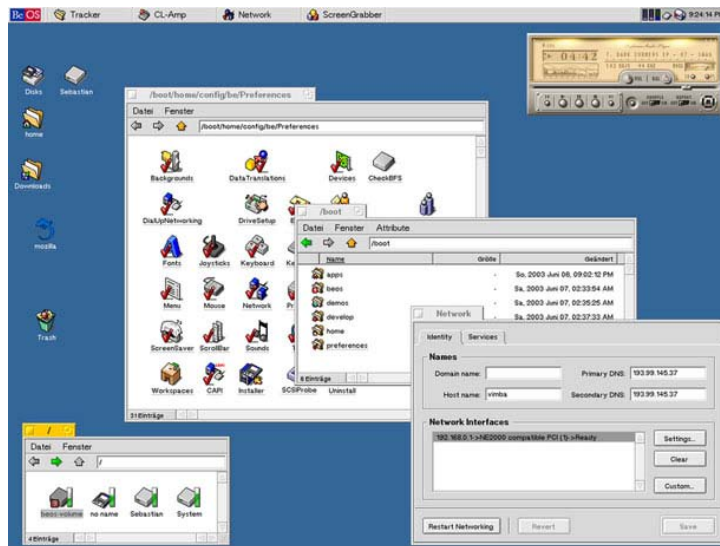 BeOS Tracker CL-Amp Network ScreenGrabber 9:24:14 PM
Disks Sebastian
home
Downloads
mozilla
Trash
04:42
/boot/home/config/be/Preferences
Datei Fenster
/boot/home/config/be/Preferences
Backgrounds DataTranslations Devices CheckBFS
DialUpNetworking DriveSetup
Fonts Joysticks Keyboard
Menu Mouse Network
ScreenSaver ScrollBar Sounds
Workspaces CAPI Installer SCSIProbe Uninstall
31 Einträge
/boot
Datei Fenster Attribute
/boot
Name Größe Geändert
apps - So, 2003 Juni 08, 09:02:12 PM
beos - Sa, 2003 Juni 07, 02:33:54 AM
demos - Sa, 2003 Juni 07, 02:35:25 AM
develop - Sa, 2003 Juni 07, 02:37:33 AM
home
preferences
6 Einträge
Network
Identity Services
Names
Domain name: Primary DNS: 193.99.145.37
Host name: vimba Secondary DNS: 193.99.145.37
Network Interfaces
192.168.0.1->NE2000 compatible PCI (1)->Ready
Settings...
Clear
Custom...
Restart Networking Revert Save
/
Datei Fenster
/
beos volume no name Sebastian System
4 Einträge